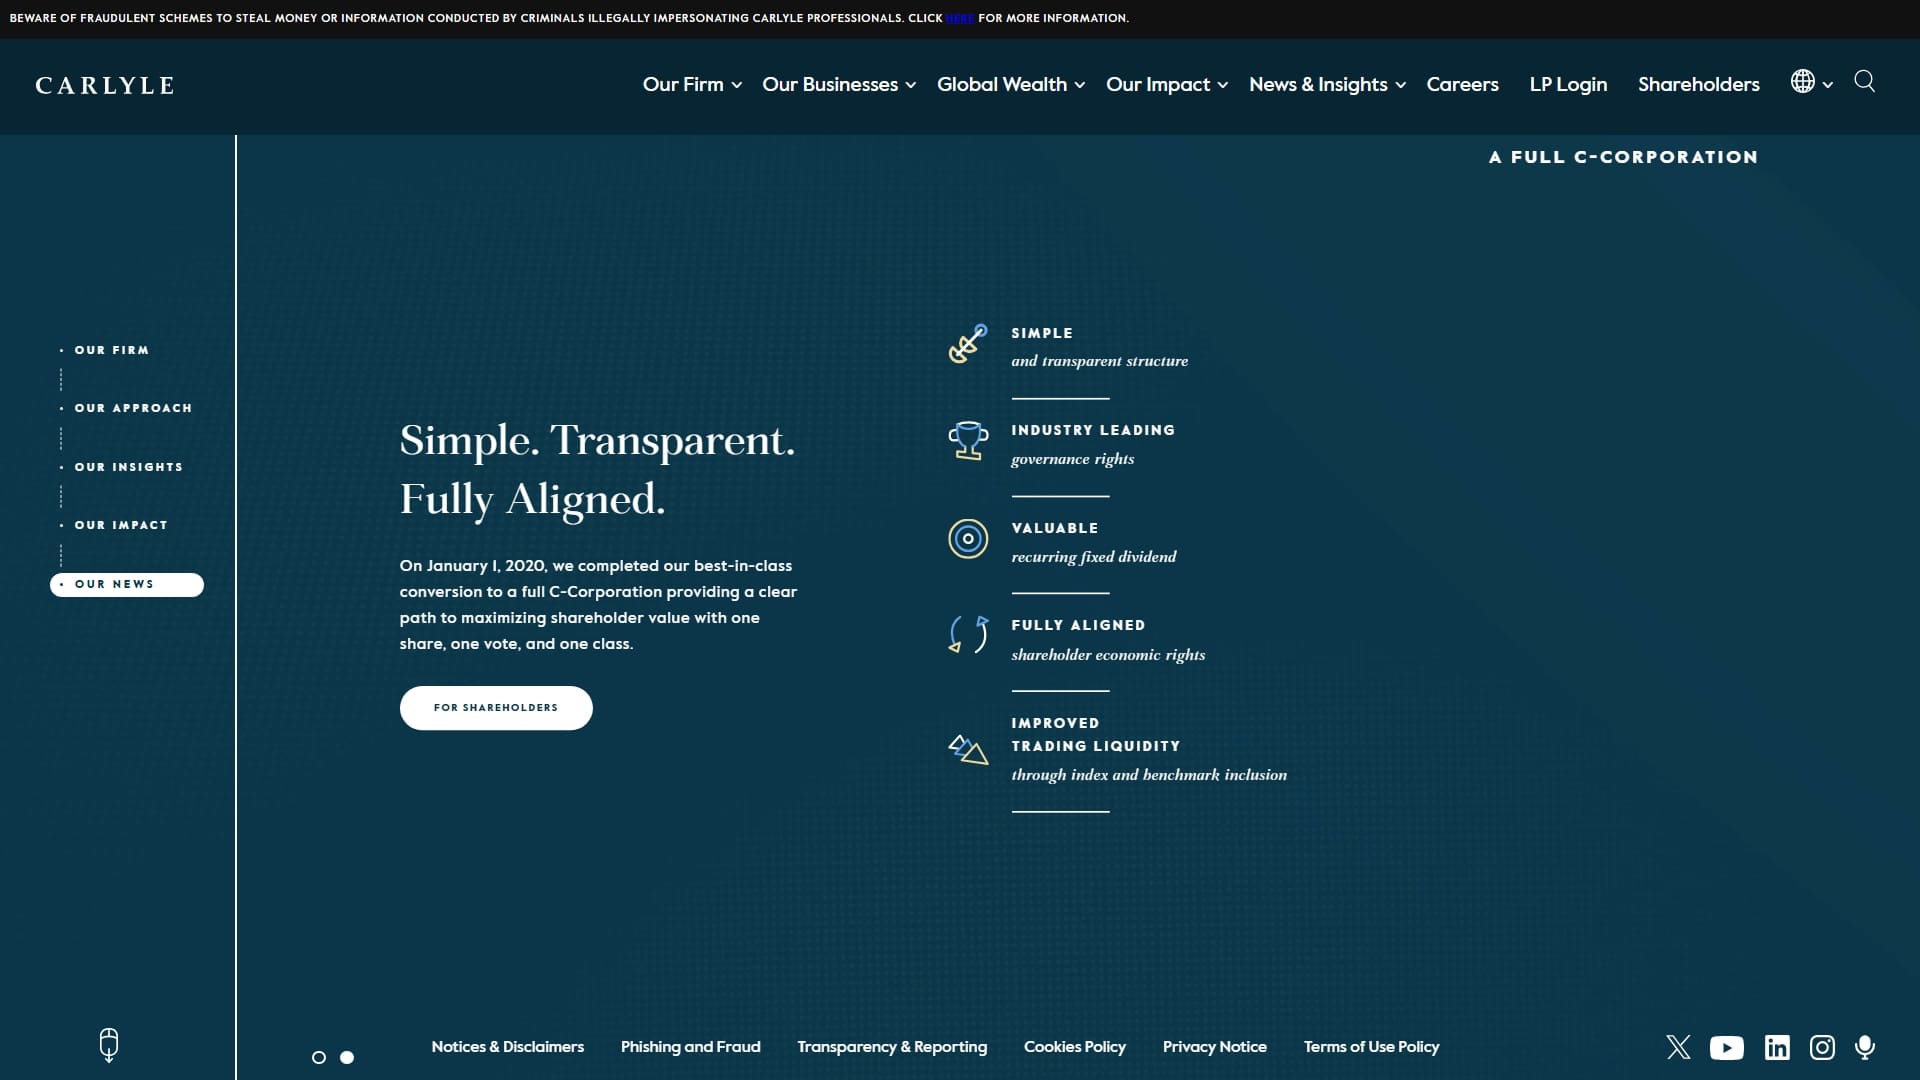 BEWARE OF FRAUDULENT SCHEMES TO STEAL MONEY OR INFORMATION CONDUCTED BY CRIMINALS ILLEGALLY IMPERSONATING CARLYLE PROFESSIONALS. CLICK HERE FOR MORE INFORMATION.
CARLYLE
Our Firm
Our Businesses
Global Wealth
Our Impact
News & Insights
Careers
LP Login
Shareholders
A FULL C-CORPORATION
OUR FIRM
OUR APPROACH
OUR INSIGHTS
OUR IMPACT
OUR NEWS
Simple. Transparent.
Fully Aligned.
On January 1, 2020, we completed our best-in-class
conversion to a full C-Corporation providing a clear
path to maximizing shareholder value with one
share, one vote, and one class.
FOR SHAREHOLDERS
SIMPLE
and transparent structure
INDUSTRY LEADING
governance rights
VALUABLE
recurring fixed dividend
FULLY ALIGNED
shareholder economic rights
IMPROVED
TRADING LIQUIDITY
through index and benchmark inclusion
Notices & Disclaimers
Phishing and Fraud
Transparency & Reporting
Cookies Policy
Privacy Notice
Terms of Use Policy